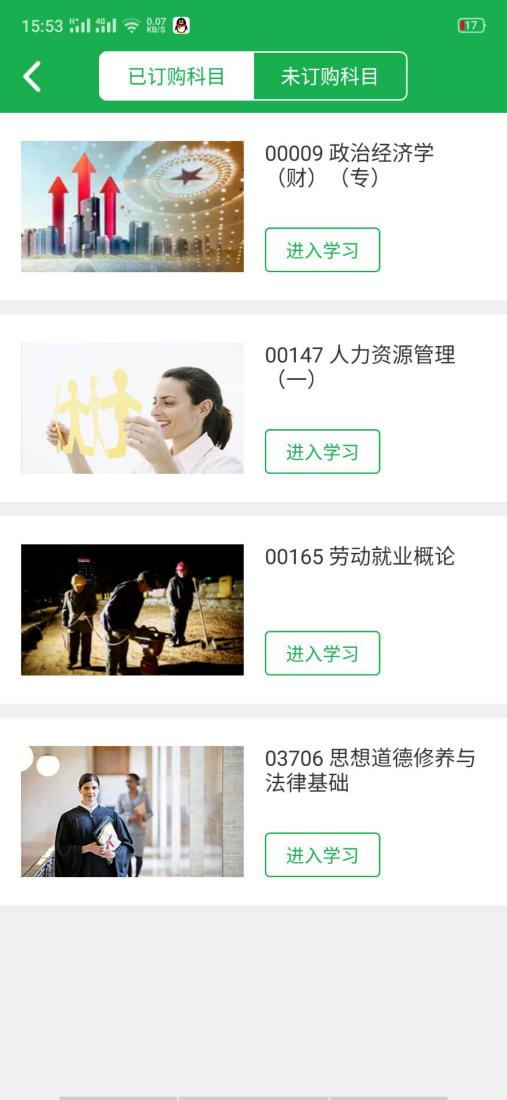 15:53 H 4G 0.07 KB/S 17
已订购科目 未订购科目
00009 政治经济学
（财）（专）
进入学习
00147 人力资源管理
（一）
进入学习
00165 劳动就业概论
进入学习
03706 思想道德修养与
法律基础
进入学习